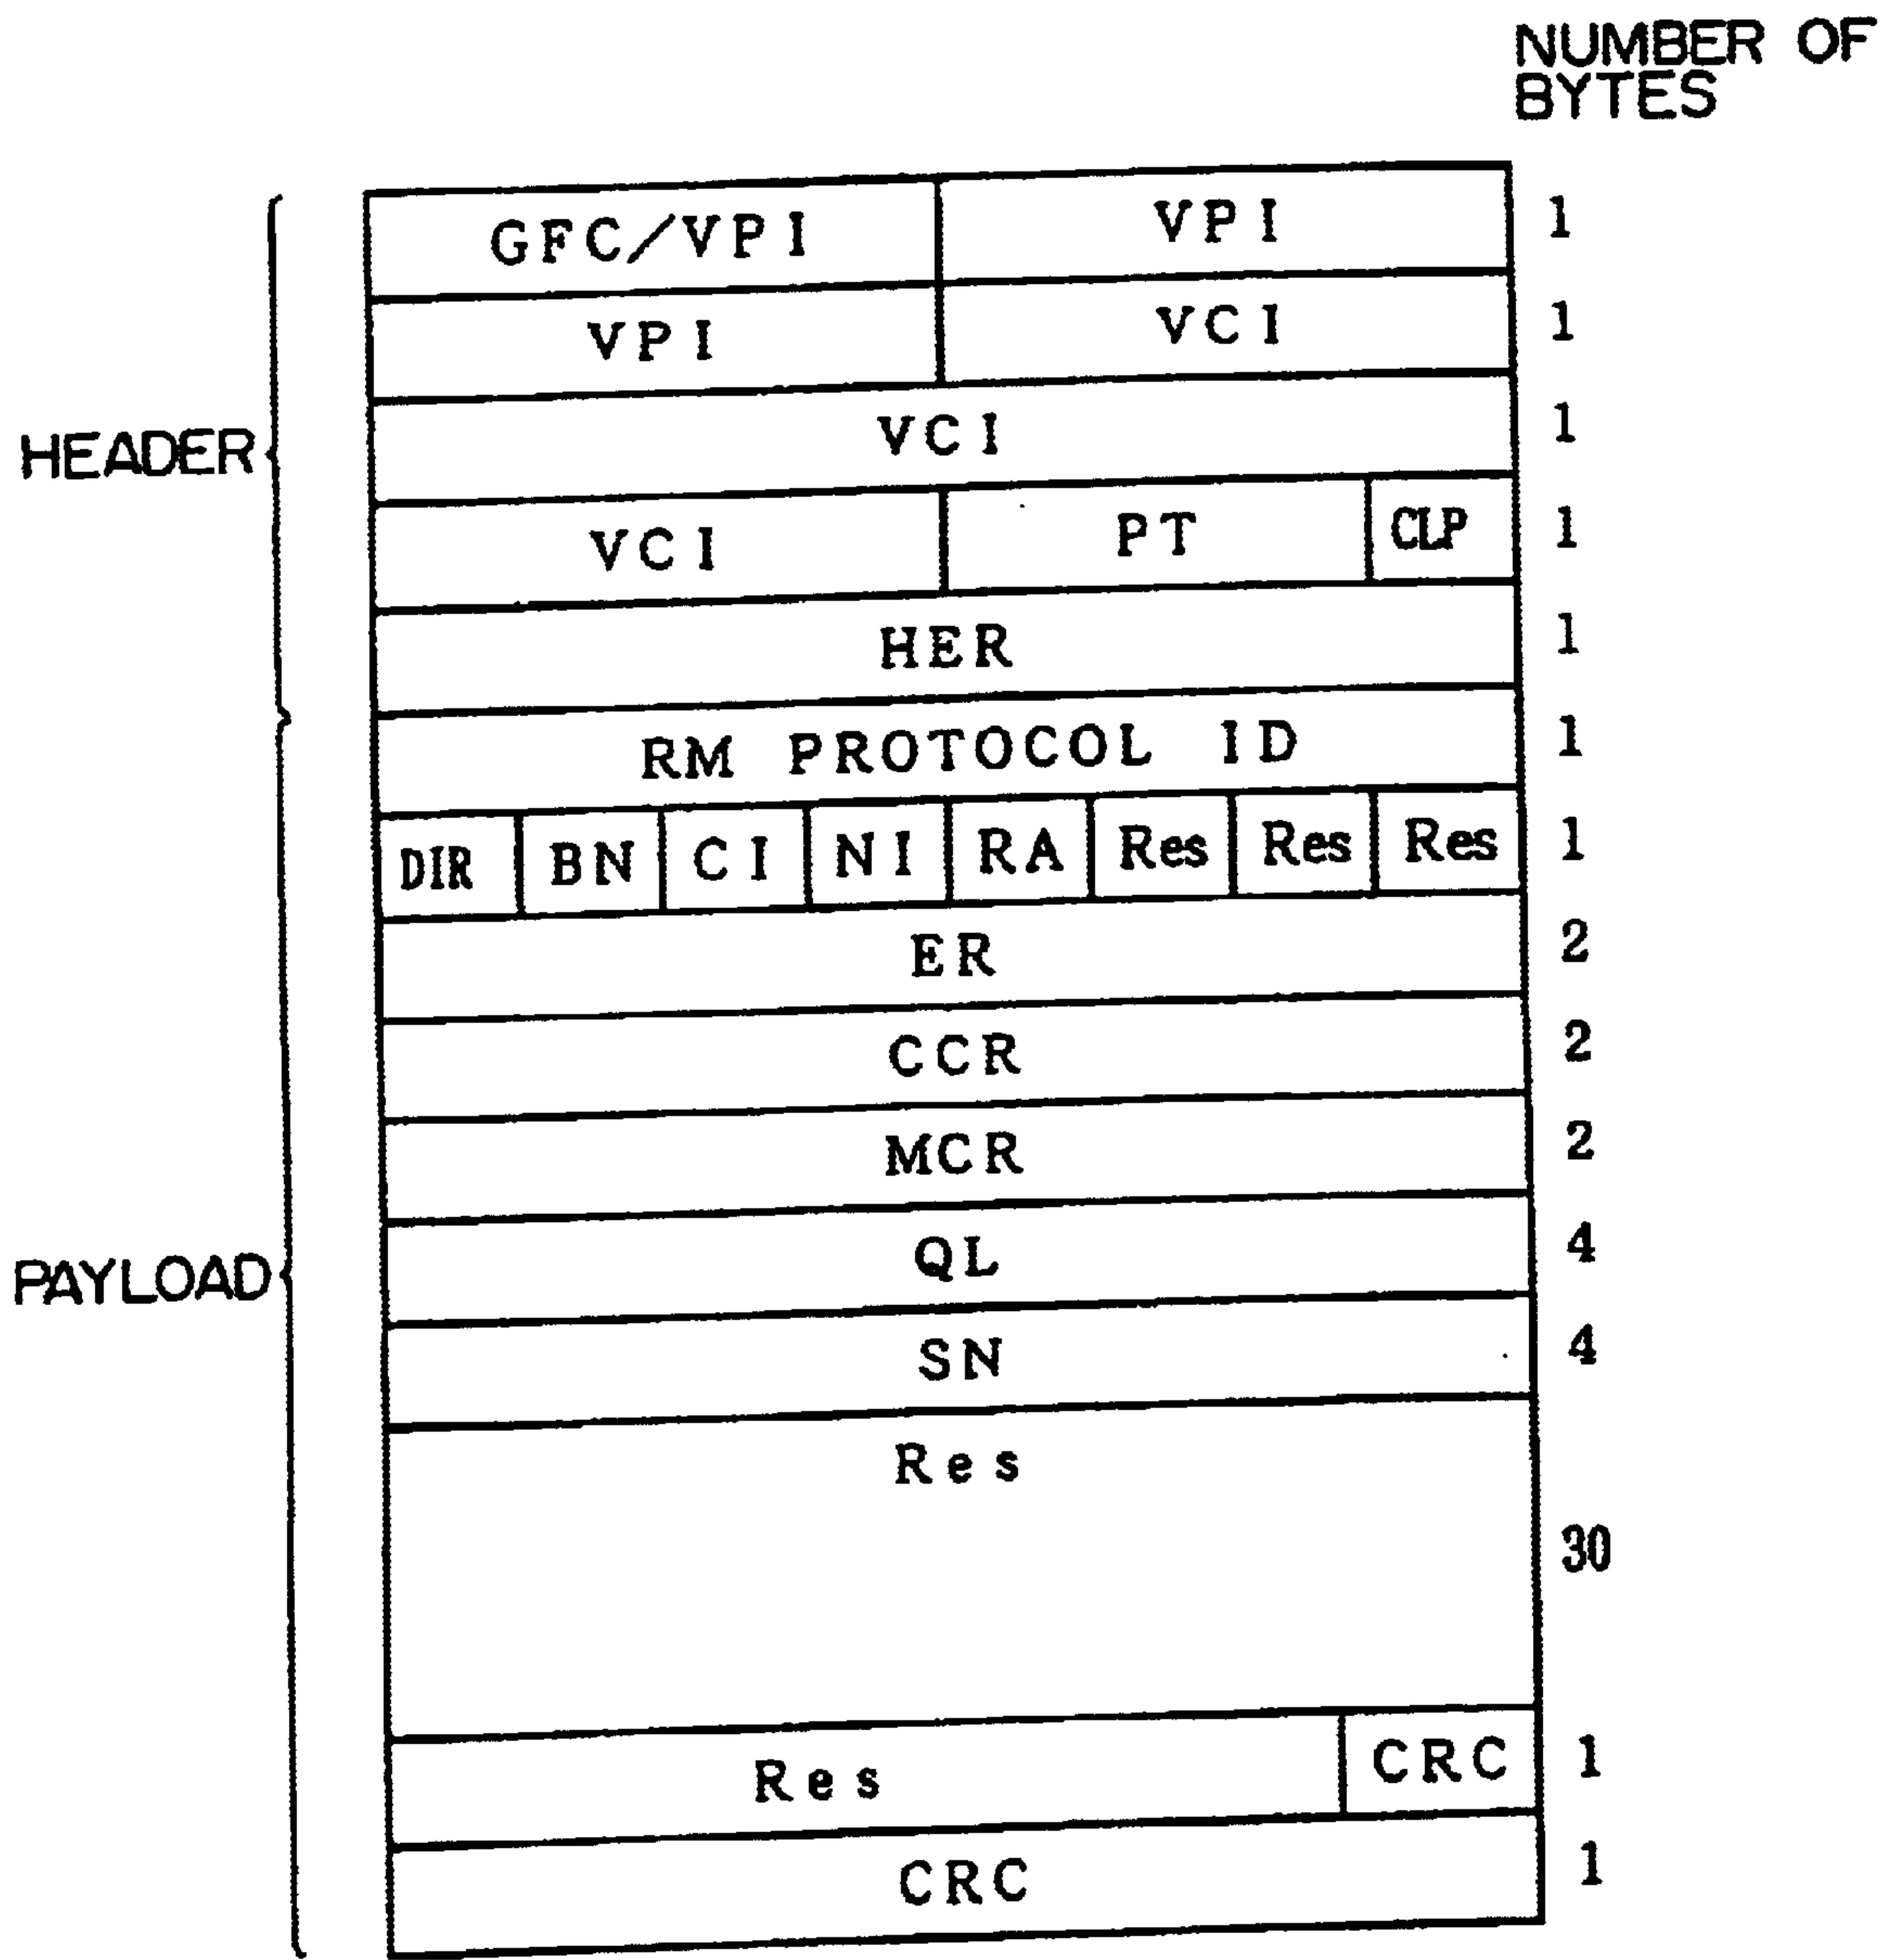 NUMBER OF
BYTES
GFC/VPI VPI 1
VPI VCI 1
VCI 1
HEADER
VCI PT CLP 1
HER 1
RM PROTOCOL ID 1
DIR BN CI NI RA Res Res Res 1
ER 2
CCR 2
MCR 2
PAYLOAD
QL 4
SN 4
Res
30
Res CRC 1
CRC 1